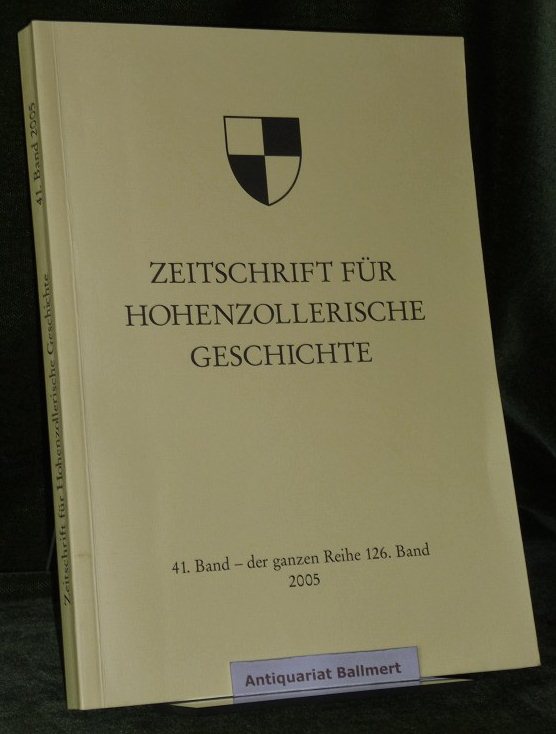 ZEITSCHRIFT FÜR
HOHENZOLLERISCHE
GESCHICHTE
41. Band – der ganzen Reihe 126. Band
2005
Zeitschrift für Hohenzollerische Geschichte
41. Band 2005
Antiquariat Ballmert